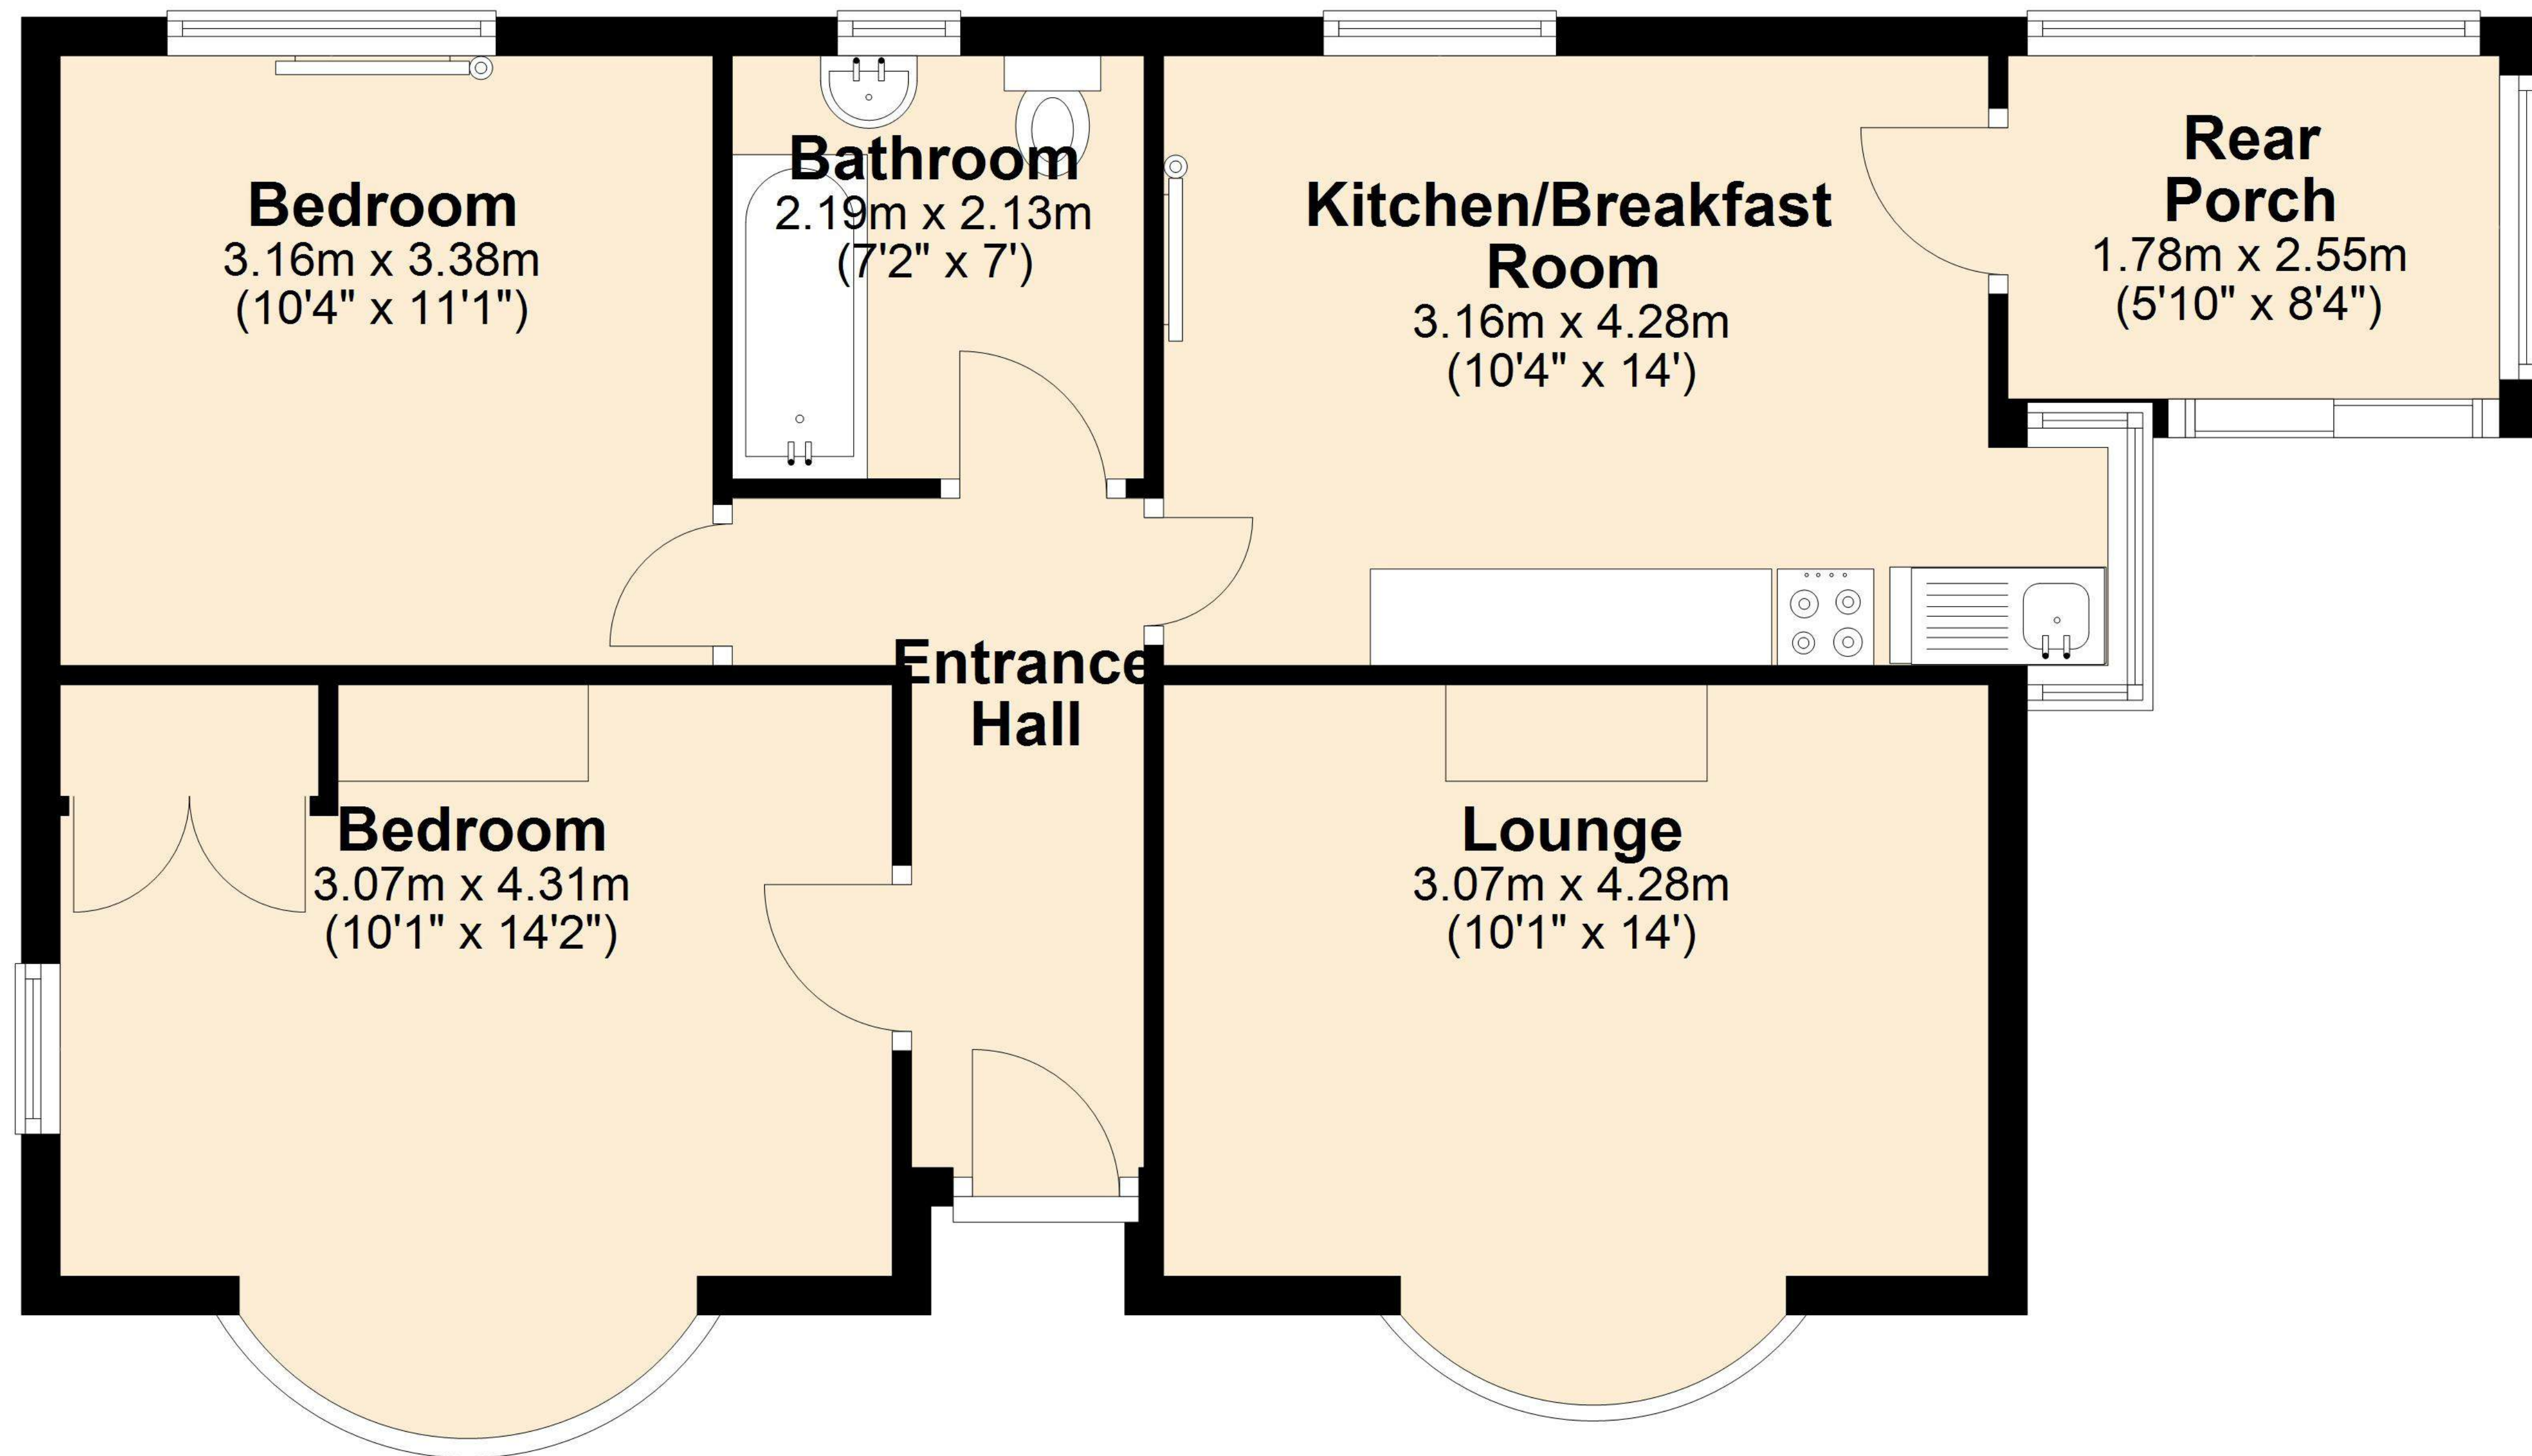 Bedroom
3.16m x 3.38m
(10'4" x 11'1")
Bathroom
2.19m x 2.13m
(7'2" x 7')
Kitchen/Breakfast
Room
3.16m x 4.28m
(10'4" x 14')
Rear
Porch
1.78m x 2.55m
(5'10" x 8'4")
Entrance
Hall
Bedroom
3.07m x 4.31m
(10'1" x 14'2")
Lounge
3.07m x 4.28m
(10'1" x 14')